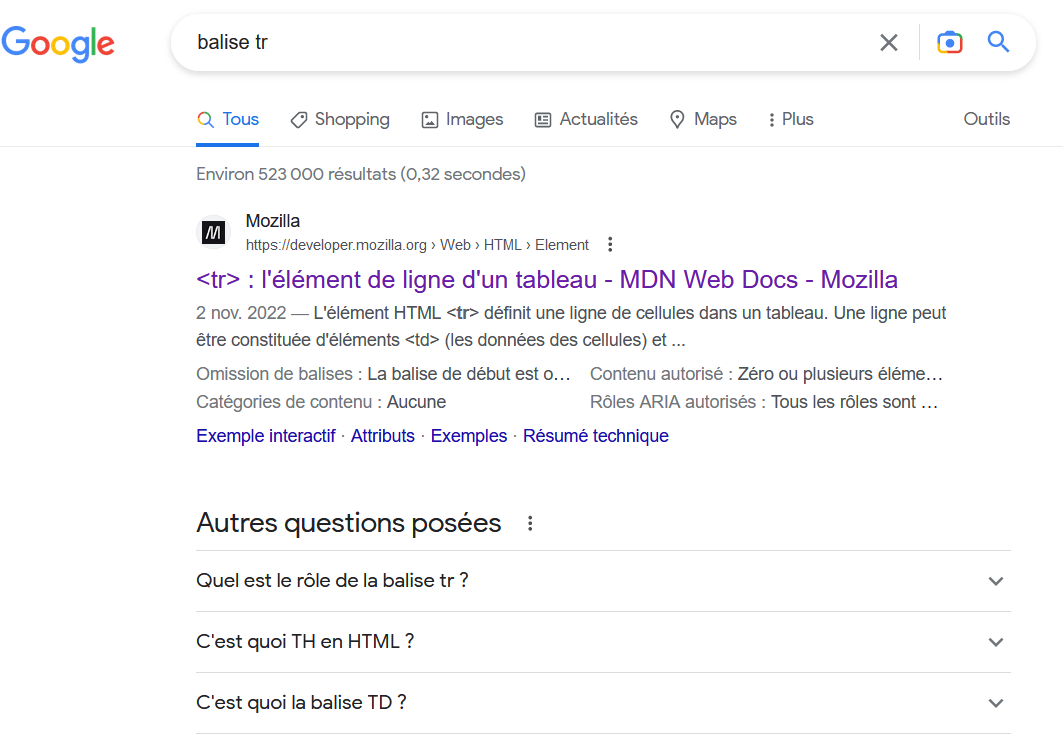 Google
balise tr
Tous Shopping Images Actualités Maps Plus Outils
Environ 523 000 résultats (0,32 secondes)
Mozilla
https://developer.mozilla.org › Web › HTML › Element
<tr> : l'élément de ligne d'un tableau - MDN Web Docs - Mozilla
2 nov. 2022 — L'élément HTML <tr> définit une ligne de cellules dans un tableau. Une ligne peut
être constituée d'éléments <td> (les données des cellules) et ...
Omission de balises : La balise de début est o… Contenu autorisé : Zéro ou plusieurs éléme…
Catégories de contenu : Aucune Rôles ARIA autorisés : Tous les rôles sont …
Exemple interactif · Attributs · Exemples · Résumé technique
Autres questions posées
Quel est le rôle de la balise tr ?
C'est quoi TH en HTML ?
C'est quoi la balise TD ?